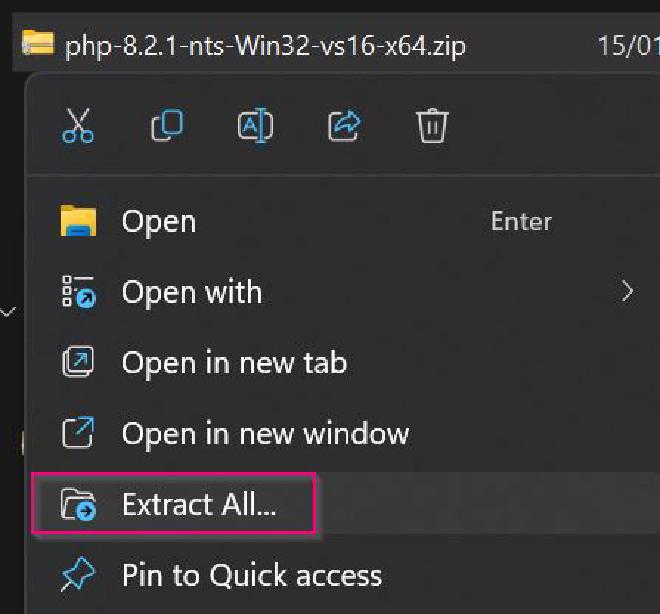 php-8.2.1-nts-Win32-vs16-x64.zip 15/01
A
Open Enter
Open with
Open in new tab
Open in new window
Extract All...
Pin to Quick access